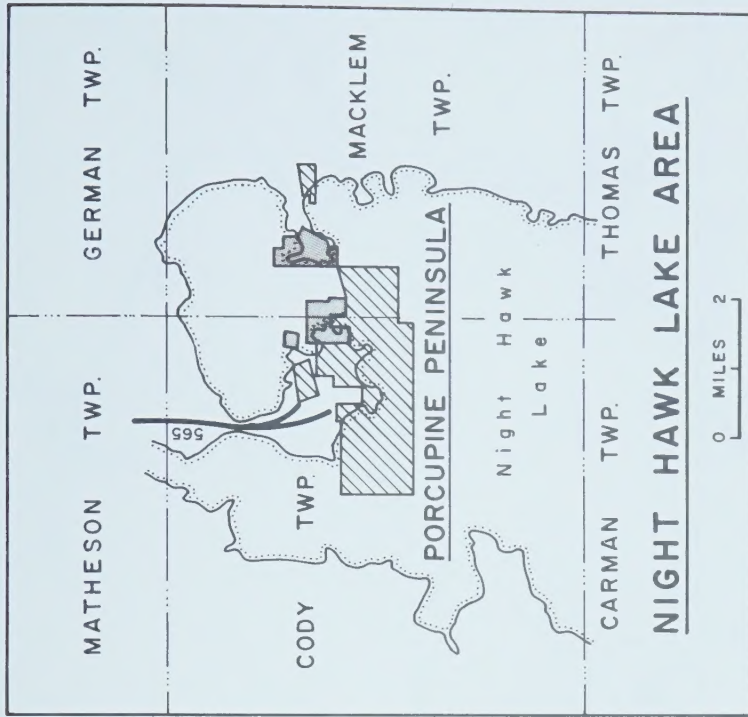 MATHESON TWP.
GERMAN TWP.
565
CODY TWP.
MACKLEM
TWP.
PORCUPINE PENINSULA
Night Hawk
Lake
CARMAN TWP.
THOMAS TWP.
NIGHT HAWK LAKE AREA
0 MILES 2